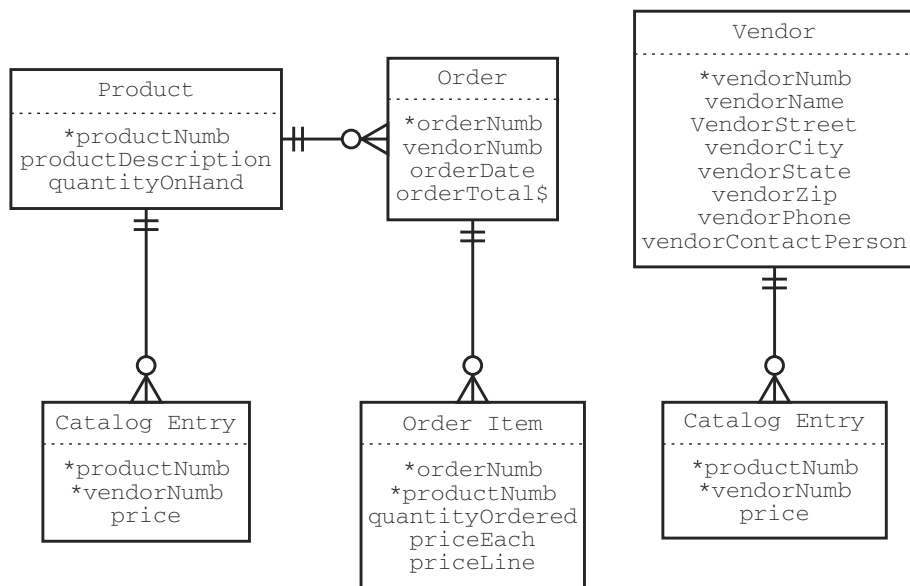 Product
*productNumb
productDescription
quantityOnHand
Order
*orderNumb
vendorNumb
orderDate
orderTotal$
Vendor
*vendorNumb
vendorName
VendorStreet
vendorCity
vendorState
vendorZip
vendorPhone
vendorContactPerson
Catalog Entry
*productNumb
*vendorNumb
price
Order Item
*orderNumb
*productNumb
quantityOrdered
priceEach
priceLine
Catalog Entry
*productNumb
*vendorNumb
price